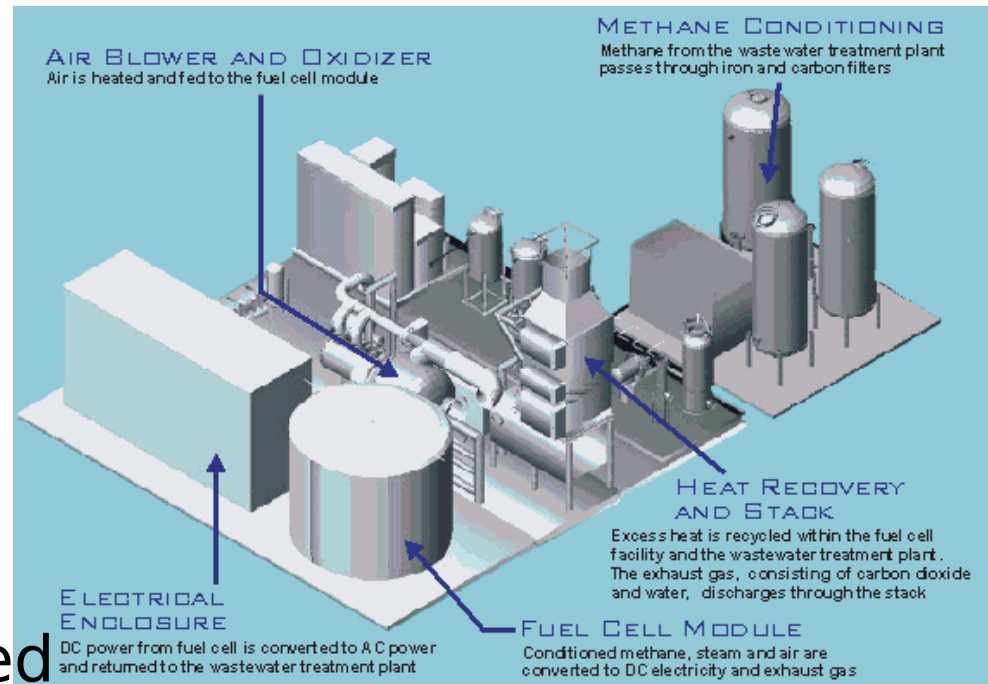 METHANE CONDITIONING
Methane from the wastewater treatment plant
passes through iron and carbon filters
AIR BLOWER AND OXIDIZER
Air is heated and fed to the fuel cell module
HEAT RECOVERY
AND STACK
Excess heat is recycled within the fuel cell
facility and the wastewater treatment plant.
The exhaust gas, consisting of carbon dioxide
and water, discharges through the stack
ELECTRICAL
ENCLOSURE
DC power from fuel cell is converted to AC power
and returned to the wastewater treatment plant
FUEL CELL MODULE
Conditioned methane, steam and air are
converted to DC electricity and exhaust gas